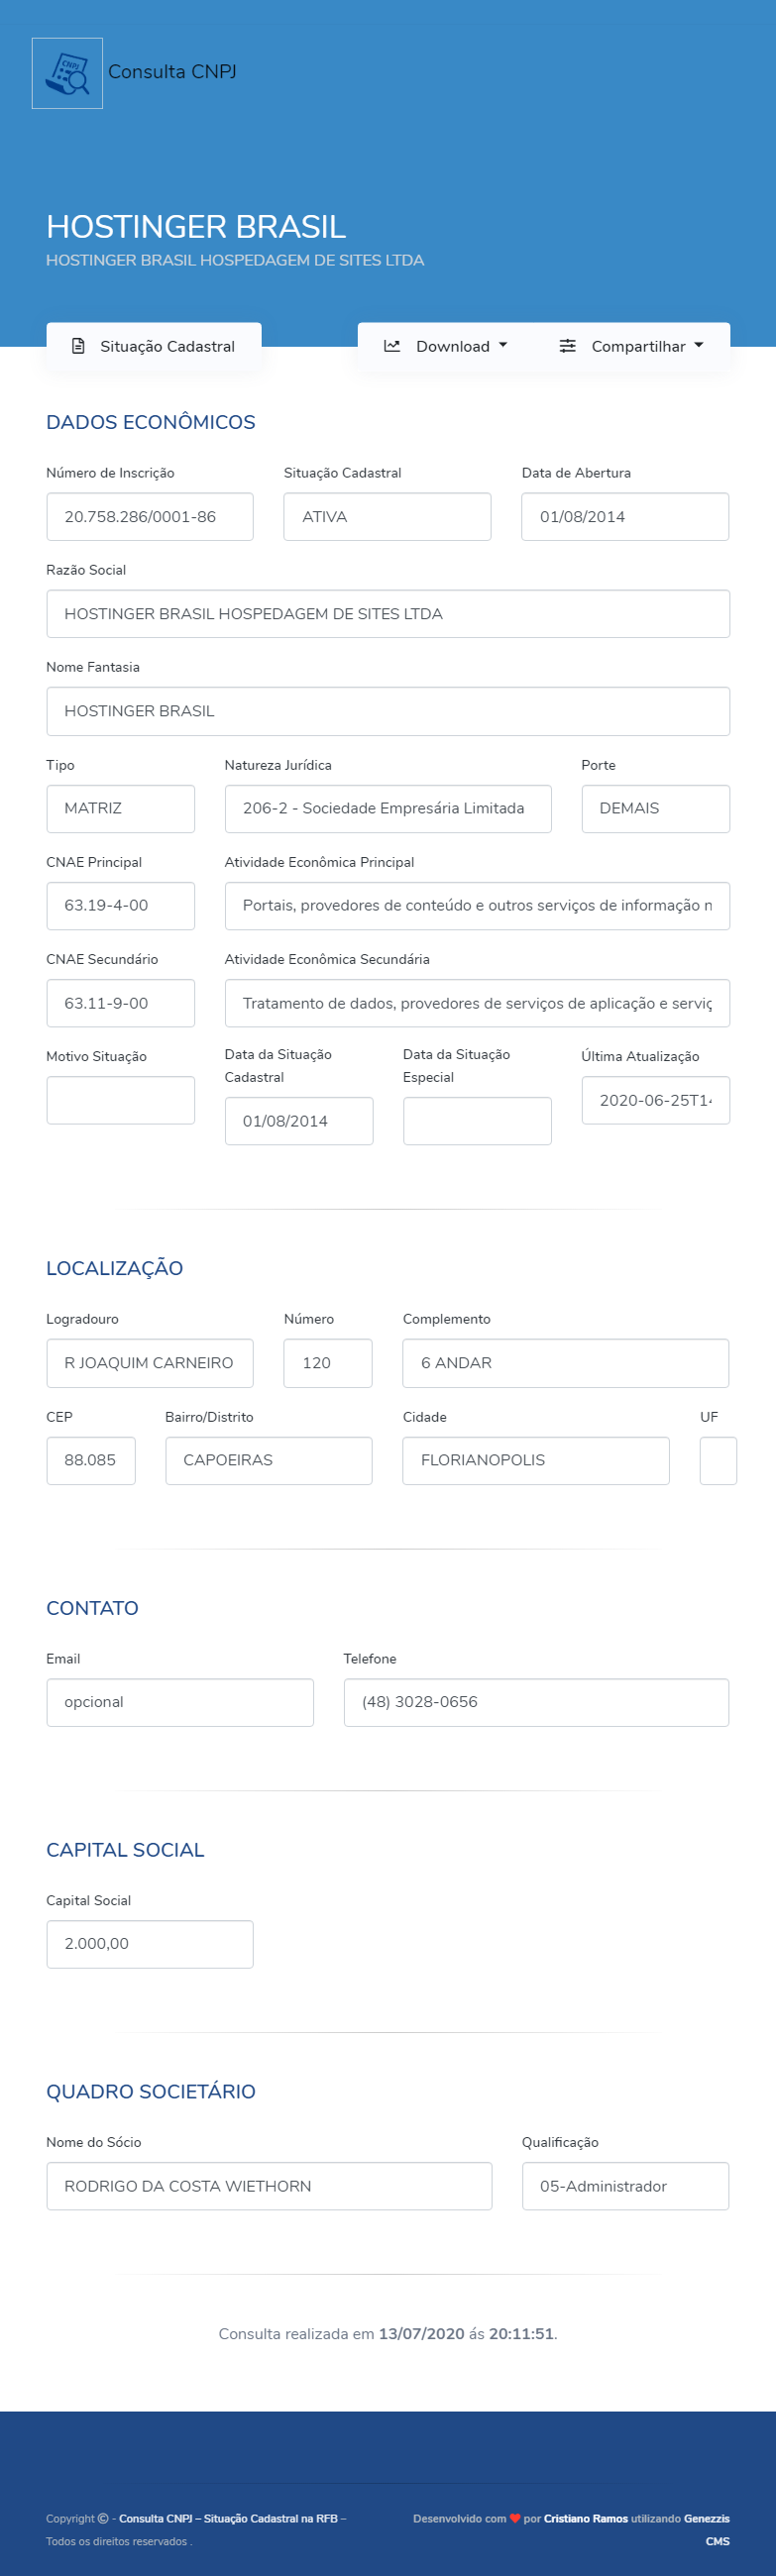 CNPJ
Consulta CNPJ
HOSTINGER BRASIL
HOSTINGER BRASIL HOSPEDAGEM DE SITES LTDA
Situação Cadastral
Download
Compartilhar
DADOS ECONÔMICOS
Número de Inscrição
Situação Cadastral
Data de Abertura
20.758.286/0001-86
ATIVA
01/08/2014
Razão Social
HOSTINGER BRASIL HOSPEDAGEM DE SITES LTDA
Nome Fantasia
HOSTINGER BRASIL
Tipo
Natureza Jurídica
Porte
MATRIZ
206-2 - Sociedade Empresária Limitada
DEMAIS
CNAE Principal
Atividade Econômica Principal
63.19-4-00
Portais, provedores de conteúdo e outros serviços de informação n
CNAE Secundário
Atividade Econômica Secundária
63.11-9-00
Tratamento de dados, provedores de serviços de aplicação e serviç
Motivo Situação
Data da Situação
Cadastral
Data da Situação
Especial
Última Atualização
01/08/2014
2020-06-25T14
LOCALIZAÇÃO
Logradouro
Número
Complemento
R JOAQUIM CARNEIRO
120
6 ANDAR
CEP
Bairro/Distrito
Cidade
UF
88.085
CAPOEIRAS
FLORIANOPOLIS
CONTATO
Email
Telefone
opcional
(48) 3028-0656
CAPITAL SOCIAL
Capital Social
2.000,00
QUADRO SOCIETÁRIO
Nome do Sócio
Qualificação
RODRIGO DA COSTA WIETHORN
05-Administrador
Consulta realizada em 13/07/2020 ás 20:11:51.
Copyright © - Consulta CNPJ – Situação Cadastral na RFB –
Todos os direitos reservados .
Desenvolvido com ❤ por Cristiano Ramos utilizando Genezzis
CMS